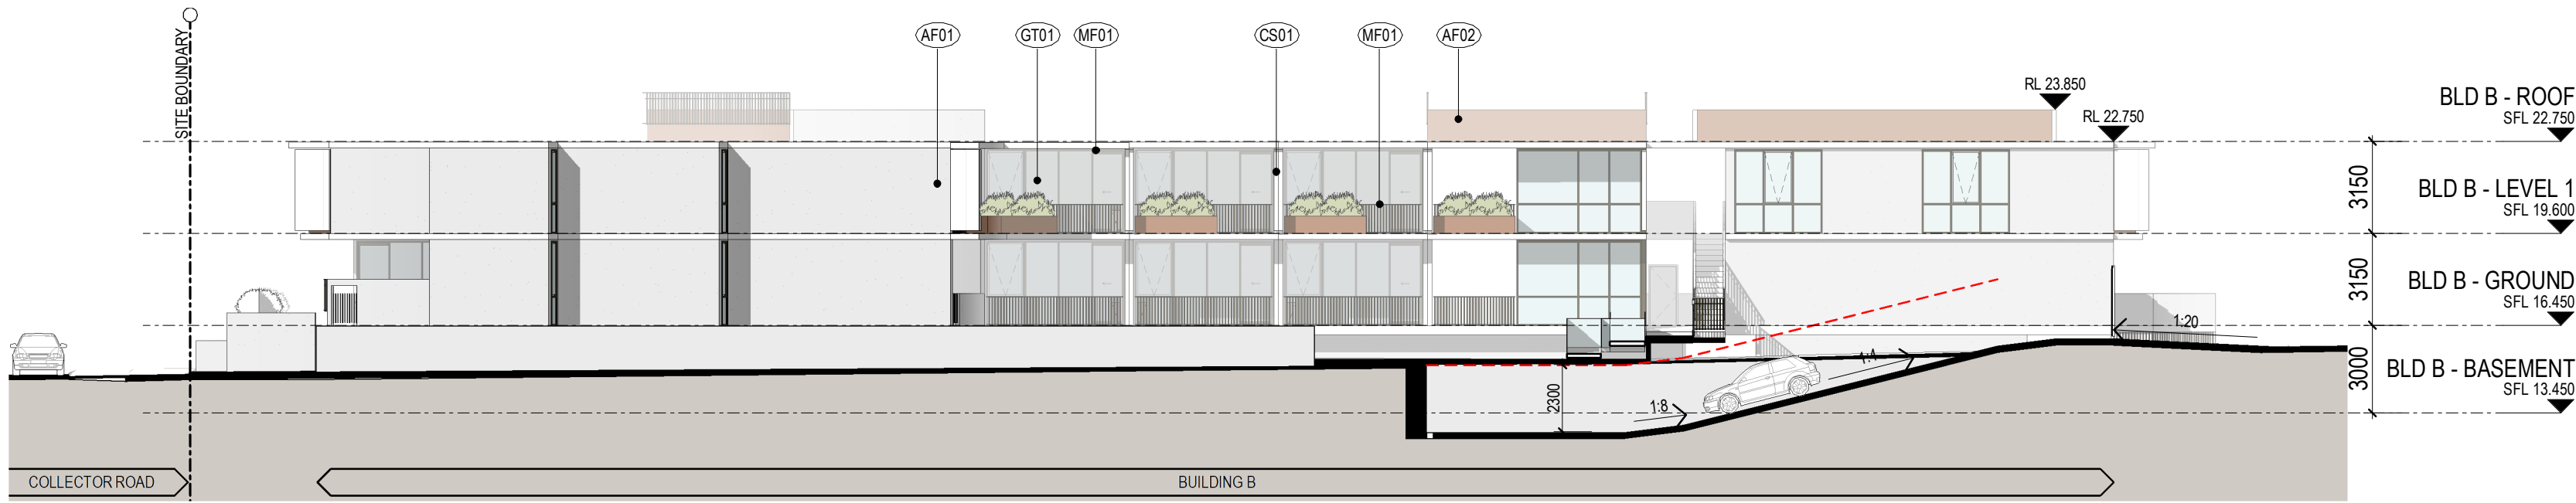 SITE BOUNDARY
AF01
GT01
MF01
CS01
MF01
AF02
RL 23.850
RL 22.750
BLD B - ROOF
SFL 22.750
3150
BLD B - LEVEL 1
SFL 19.600
3150
BLD B - GROUND
SFL 16.450
1:20
3000
BLD B - BASEMENT
SFL 13.450
2300
1:8
1:4
COLLECTOR ROAD
BUILDING B